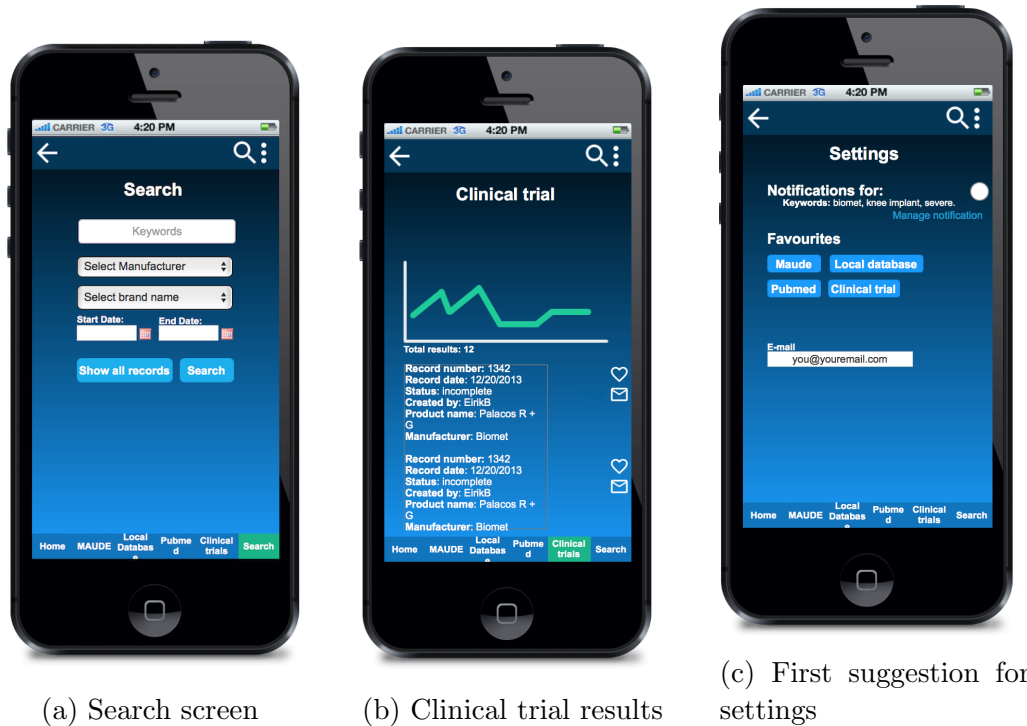 CARRIER 3G 4:20 PM
Search
Keywords
Select Manufacturer
Select brand name
Start Date: End Date:
Show all records Search
Home MAUDE Local Databas e Pubme d Clinical trials Search
(a) Search screen
CARRIER 3G 4:20 PM
Clinical trial
Total results: 12
Record number: 1342
Record date: 12/20/2013
Status: incomplete
Created by: EirikB
Product name: Palacos R +
G
Manufacturer: Biomet
Record number: 1342
Record date: 12/20/2013
Status: incomplete
Created by: EirikB
Product name: Palacos R +
G
Manufacturer: Biomet
Home MAUDE Local Databas e Pubme d Clinical trials Search
(b) Clinical trial results
CARRIER 3G 4:20 PM
Settings
Notifications for:
Keywords: biomet, knee implant, severe.
Manage notification
Favourites
Maude Local database
Pubmed Clinical trial
E-mail
you@youremail.com
Home MAUDE Local Databas e Pubme d Clinical trials Search
(c) First suggestion for
settings